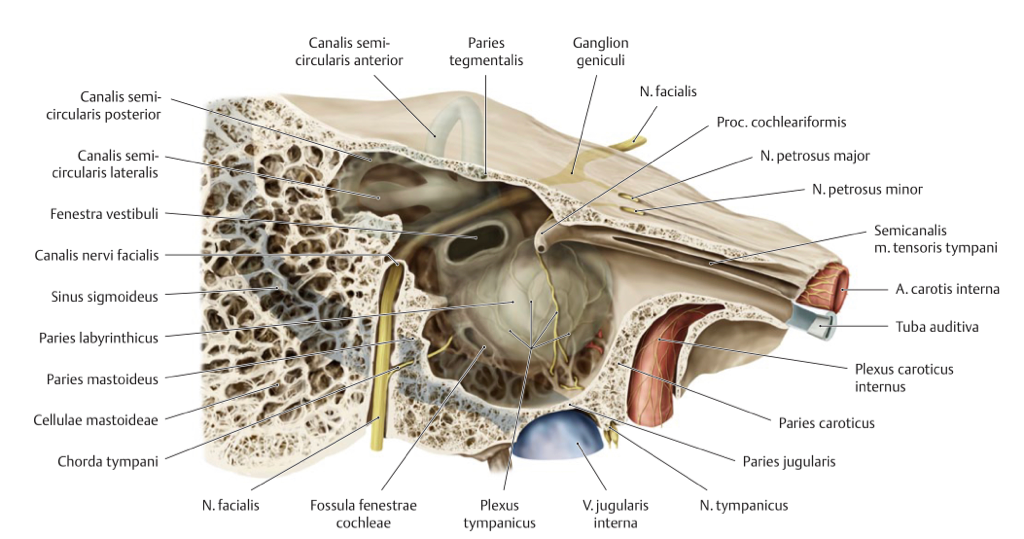 Canalis semi-
circularis anterior
Paries
tegmentalis
Ganglion
geniculi
N. facialis
Proc. cochleariformis
N. petrosus major
N. petrosus minor
Semicanalis
m. tensoris tympani
A. carotis interna
Tuba auditiva
Plexus caroticus
internus
Paries caroticus
Paries jugularis
N. tympanicus
V. jugularis
interna
Plexus
tympanicus
Fossula fenestrae
cochleae
N. facialis
Chorda tympani
Cellulae mastoideae
Paries mastoideus
Paries labyrinthicus
Sinus sigmoideus
Canalis nervi facialis
Fenestra vestibuli
Canalis semi-
circularis lateralis
Canalis semi-
circularis posterior